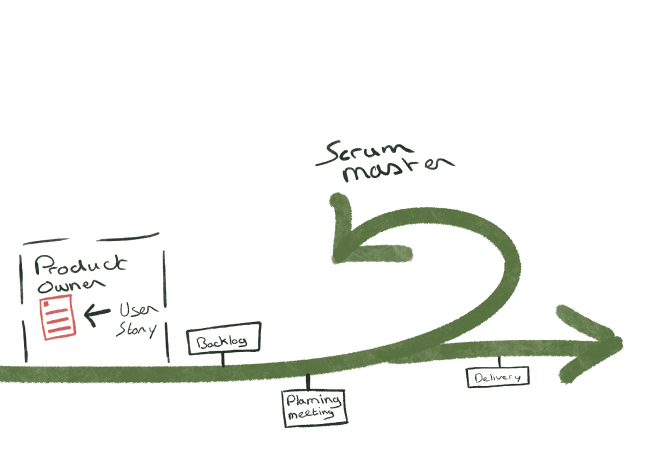 Scrum
master
Product
owner
User
Story
Backlog
Planning
meeting
Delivery